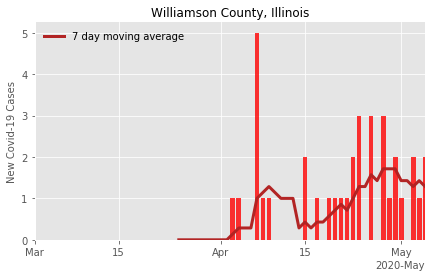 Williamson County, Illinois
7 day moving average
New Covid-19 Cases
5
4
3
2
1
0
Mar
15
Apr
15
May
2020-May